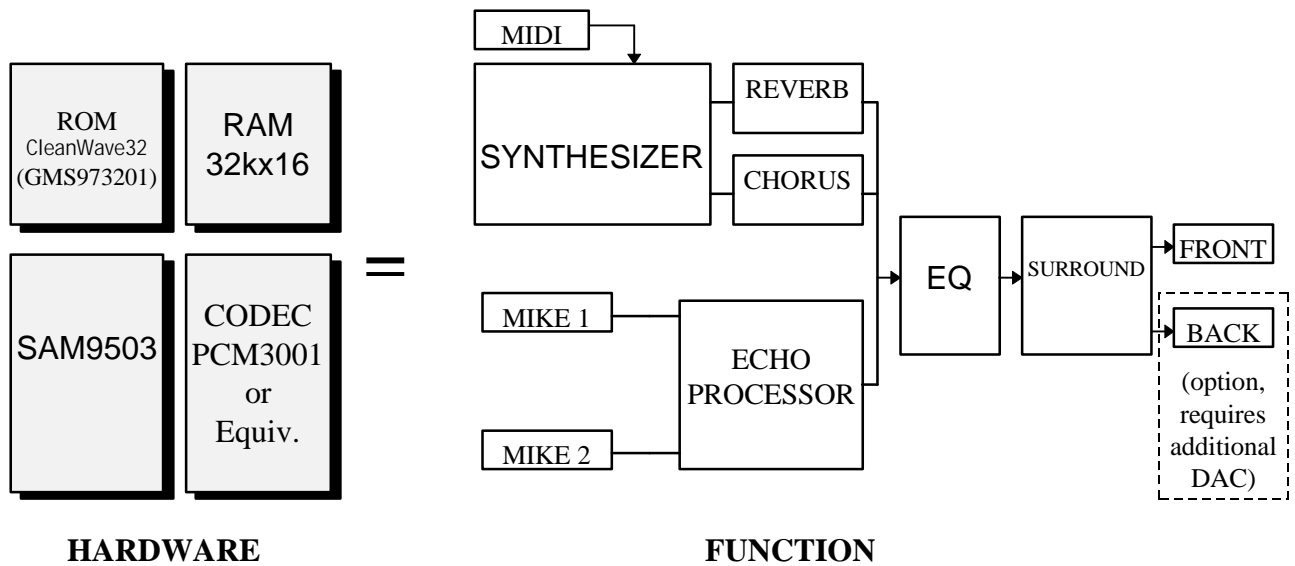 ROM
CleanWave32
(GMS973201)
RAM
32kx16
SAM9503
CODEC
PCM3001
or
Equiv.
=
HARDWARE
MIDI
SYNTHESIZER
REVERB
CHORUS
MIKE 1
MIKE 2
ECHO
PROCESSOR
EQ
SURROUND
FRONT
BACK
(option,
requires
additional
DAC)
FUNCTION